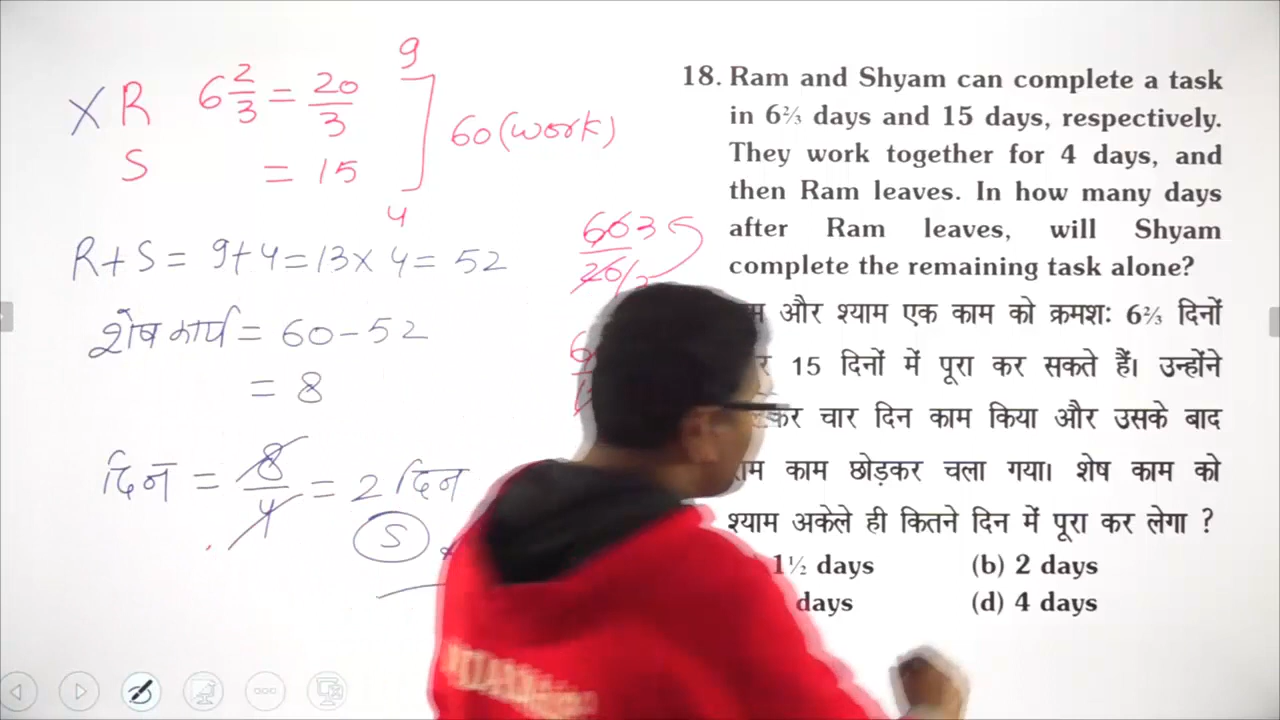 X R 6 2/3 = 20/3 9
S = 15 4
60 (work)
R+S = 9+4 = 13 x 4 = 52
शेष कार्य = 60 - 52
= 8
दिन = 8/4 = 2 दिन
S
18. Ram and Shyam can complete a task
in 6⅔ days and 15 days, respectively.
They work together for 4 days, and
then Ram leaves. In how many days
after Ram leaves, will Shyam
complete the remaining task alone?
और श्याम एक काम को क्रमशः 6⅔ दिनों
15 दिनों में पूरा कर सकते हैं। उन्होंने
चार दिन काम किया और उसके बाद
काम छोड़कर चला गया। शेष काम को
श्याम अकेले ही कितने दिन में पूरा कर लेगा ?
1½ days (b) 2 days
days (d) 4 days